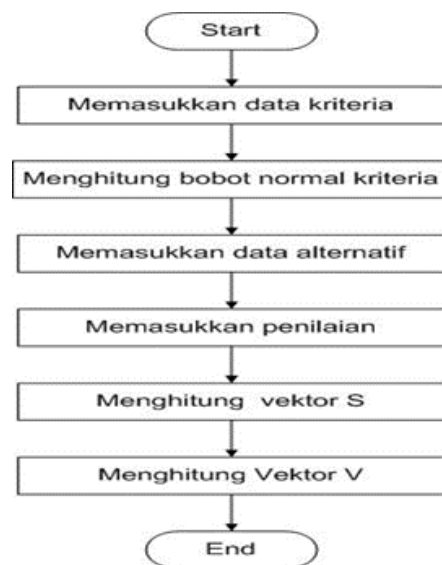 Start
Memasukkan data kriteria
Menghitung bobot normal kriteria
Memasukkan data alternatif
Memasukkan penilaian
Menghitung vektor S
Menghitung Vektor V
End